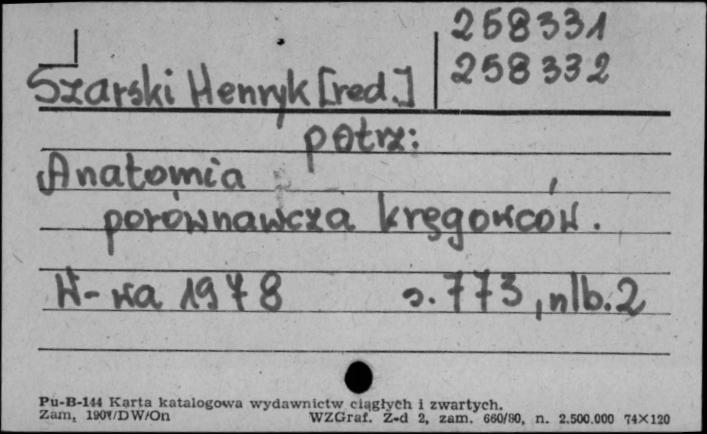 258331
258332
Szarski Henryk [red.]
patrz:
Anatomia
porównawcza kręgowców.
W-wa 1978 s. 773, nlb. 2
Pu-B-144 Karta katalogowa wydawnictw ciągłych i zwartych.
Zam. /DW/On WZGraf. Z-d 2, zam. 660/80, n. 2.500.000 74×120